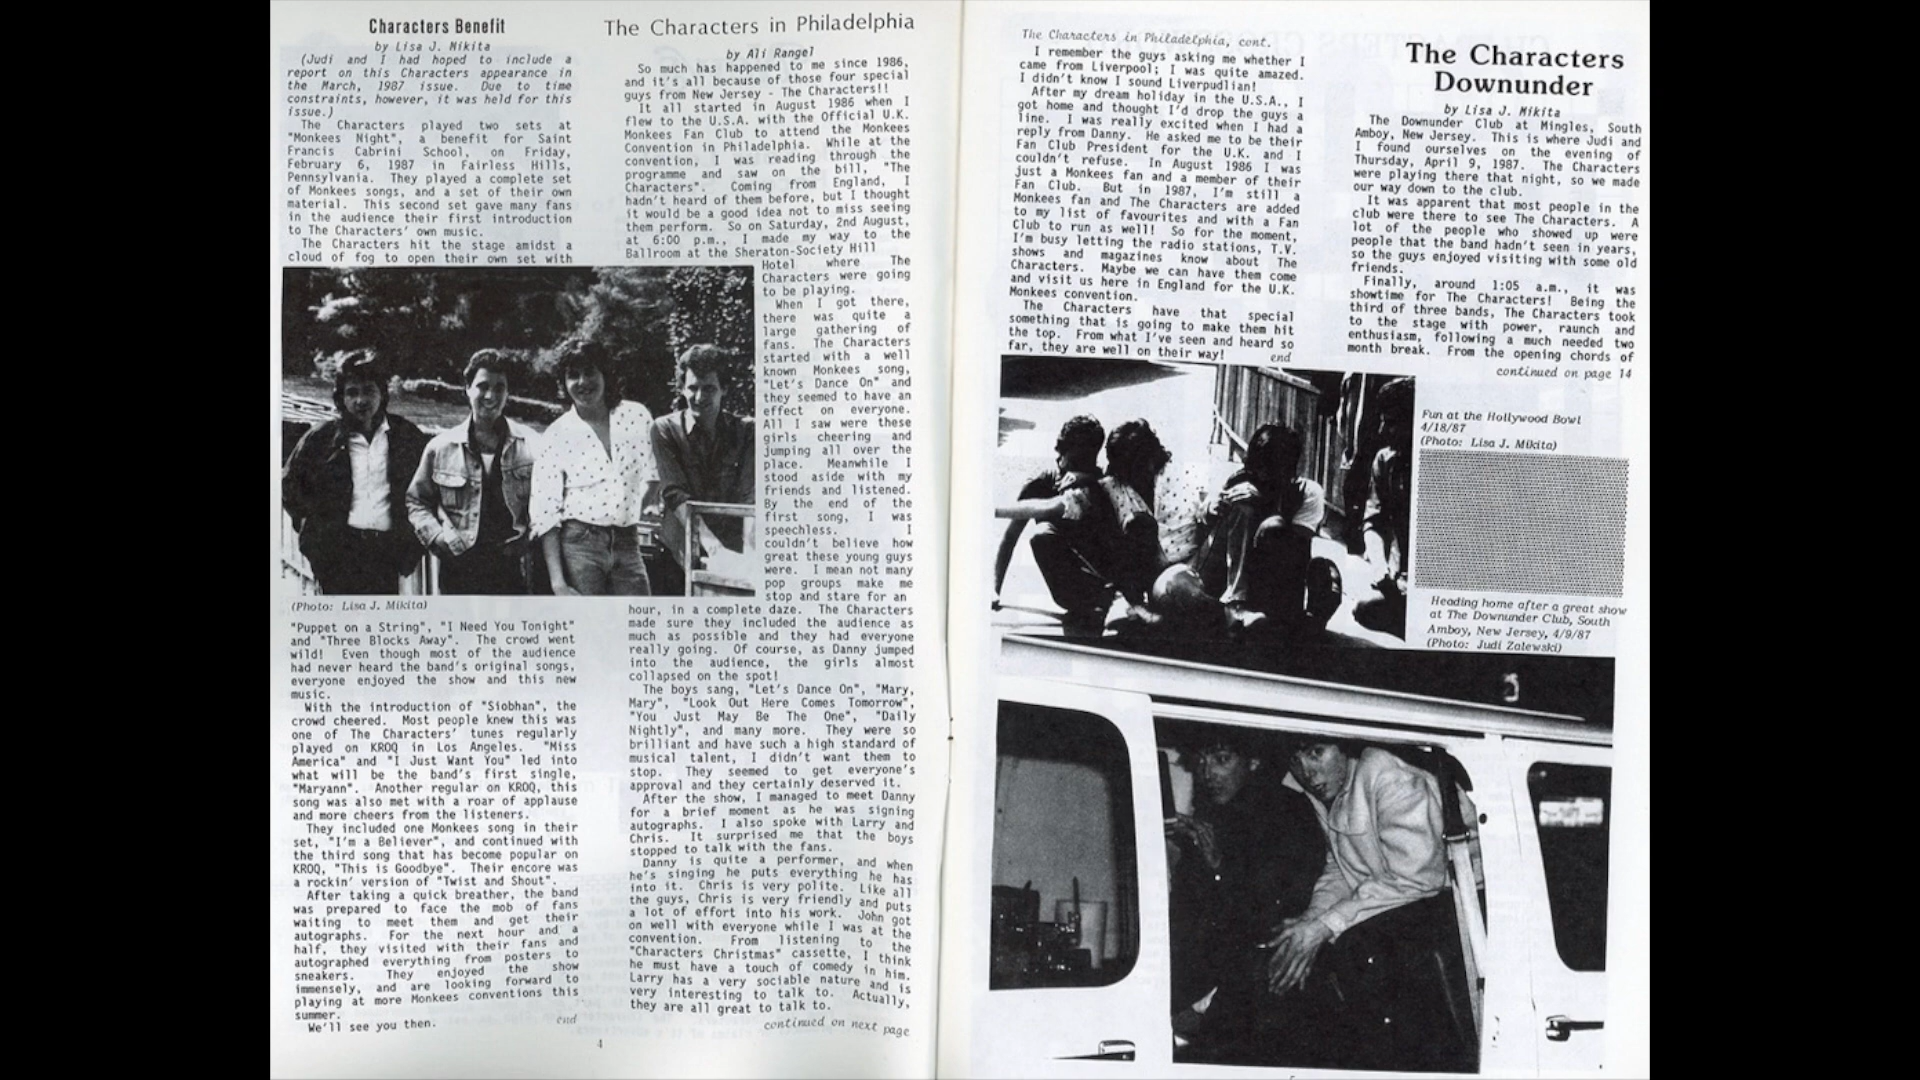 Characters Benefit
by Lisa J. Mikita
(Judi and I had hoped to include a
report on this Characters appearance in
the March, 1987 issue. Due to time
constraints, however, it was held for this
issue.)
The Characters played two sets at
"Monkees Night", a benefit for Saint
Francis Cabrini School, on Friday,
February 6, 1987 in Fairless Hills,
Pennsylvania. They played a complete set
of Monkees songs, and a set of their own
material. This second set gave many fans
in the audience their first introduction
to The Characters' own music.
The Characters hit the stage amidst a
cloud of fog to open their own set with
(Photo: Lisa J. Mikita)
"Puppet on a String", "I Need You Tonight"
and "Three Blocks Away". The crowd went
wild! Even though most of the audience
had never heard the band's original songs,
everyone enjoyed the show and this new
music.
With the introduction of "Siobhan", the
crowd cheered. Most people knew this was
one of The Characters' tunes regularly
played on KROQ in Los Angeles. "Miss
America" and "I Just Want You" led into
what will be the band's first single,
"Maryann". Another regular on KROQ, this
song was also met with a roar of applause
and more cheers from the listeners.
They included one Monkees song in their
set, "I'm a Believer", and continued with
the third song that has become popular on
KROQ, "This is Goodbye". Their encore was
a rockin' version of "Twist and Shout".
After taking a quick breather, the band
was prepared to face the mob of fans
waiting to meet them and get their
autographs. For the next hour and a
half, they visited with their fans and
autographed everything from posters to
sneakers. They enjoyed the show
immensely, and are looking forward to
playing at more Monkees conventions this
summer.
We'll see you then.
end
The Characters in Philadelphia
by Ali Rangel
So much has happened to me since 1986,
and it's all because of those four special
guys from New Jersey - The Characters!!
It all started in August 1986 when I
flew to the U.S.A. with the Official U.K.
Monkees Fan Club to attend the Monkees
Convention in Philadelphia. While at the
convention, I was reading through the
programme and saw on the bill, "The
Characters". Coming from England, I
hadn't heard of them before, but I thought
it would be a good idea not to miss seeing
them perform. So on Saturday, 2nd August,
at 6:00 p.m., I made my way to the
Ballroom at the Sheraton-Society Hill
Hotel where The
Characters were going
to be playing.
When I got there,
there was quite a
large gathering of
fans. The Characters
started with a well
known Monkees song,
"Let's Dance On" and
they seemed to have an
effect on everyone.
All I saw were these
girls cheering and
jumping all over the
place. Meanwhile I
stood aside with my
friends and listened.
By the end of the
first song, I was
speechless. I
couldn't believe how
great these young guys
were. I mean not many
pop groups make me
stop and stare for an
hour, in a complete daze. The Characters
made sure they included the audience as
much as possible and they had everyone
really going. Of course, as Danny jumped
into the audience, the girls almost
collapsed on the spot!
The boys sang, "Let's Dance On", "Mary,
Mary", "Look Out Here Comes Tomorrow",
"You Just May Be The One", "Daily
Nightly", and many more. They were so
brilliant and have such a high standard of
musical talent, I didn't want them to
stop. They seemed to get everyone's
approval and they certainly deserved it.
After the show, I managed to meet Danny
for a brief moment as he was signing
autographs. I also spoke with Larry and
Chris. It surprised me that the boys
stopped to talk with the fans.
Danny is quite a performer, and when
he's singing he puts everything he has
into it. Chris is very polite. Like all
the guys, Chris is very friendly and puts
a lot of effort into his work. John got
on well with everyone while I was at the
convention. From listening to the
"Characters Christmas" cassette, I think
he must have a touch of comedy in him.
Larry has a very sociable nature and is
very interesting to talk to. Actually,
they are all great to talk to.
continued on next page
4
The Characters in Philadelphia, cont.
I remember the guys asking me whether I
came from Liverpool; I was quite amazed.
I didn't know I sound Liverpudlian!
After my dream holiday in the U.S.A., I
got home and thought I'd drop the guys a
line. I was really excited when I had a
reply from Danny. He asked me to be their
Fan Club President for the U.K. and I
couldn't refuse. In August 1986 I was
just a Monkees fan and a member of their
Fan Club. But in 1987, I'm still a
Monkees fan and The Characters are added
to my list of favourites and with a Fan
Club to run as well! So for the moment,
I'm busy letting the radio stations, T.V.
shows and magazines know about The
Characters. Maybe we can have them come
and visit us here in England for the U.K.
Monkees convention.
The Characters have that special
something that is going to make them hit
the top. From what I've seen and heard so
far, they are well on their way!
end
The Characters
Downunder
by Lisa J. Mikita
The Downunder Club at Mingles, South
Amboy, New Jersey. This is where Judi and
I found ourselves on the evening of
Thursday, April 9, 1987. The Characters
were playing there that night, so we made
our way down to the club.
It was apparent that most people in the
club were there to see The Characters. A
lot of the people who showed up were
people that the band hadn't seen in years,
so the guys enjoyed visiting with some old
friends.
Finally, around 1:05 a.m., it was
showtime for The Characters! Being the
third of three bands, The Characters took
to the stage with power, raunch and
enthusiasm, following a much needed two
month break. From the opening chords of
continued on page 14
Fun at the Hollywood Bowl
4/18/87
(Photo: Lisa J. Mikita)
Heading home after a great show
at The Downunder Club, South
Amboy, New Jersey, 4/9/87
(Photo: Judi Zalewski)